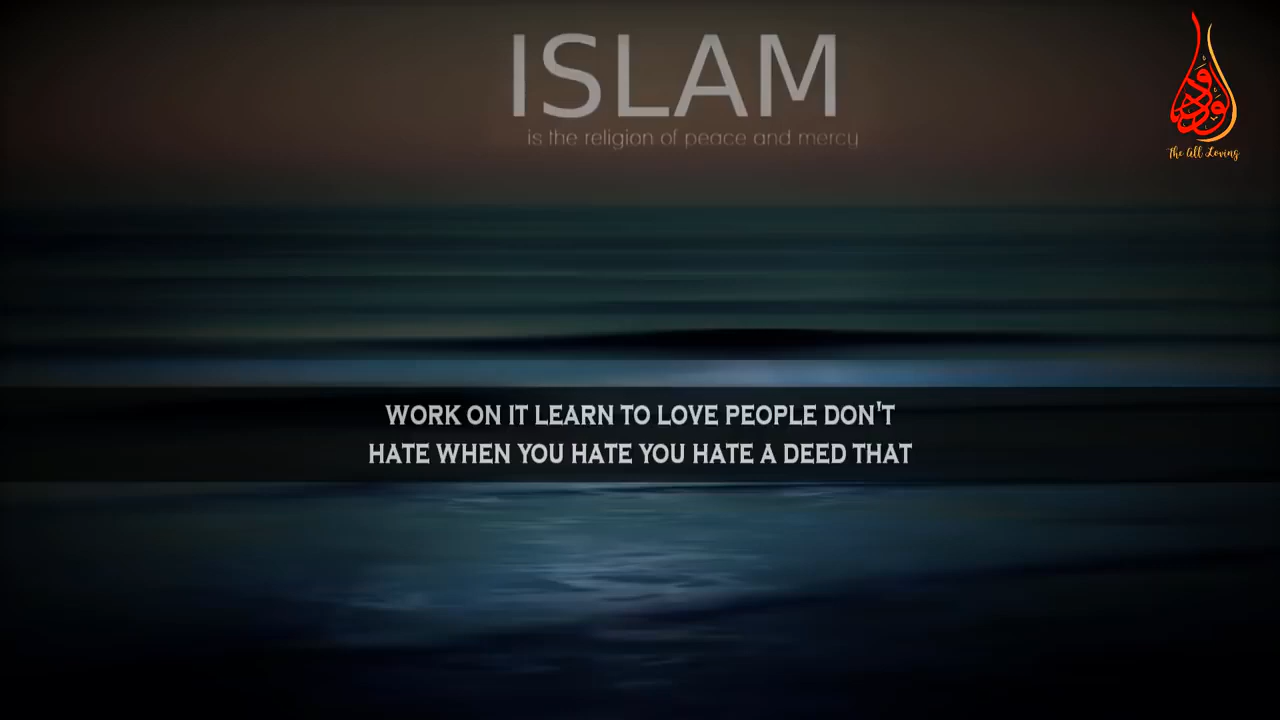 ISLAM
is the religion of peace and mercy
الودود
The All Loving
WORK ON IT LEARN TO LOVE PEOPLE DON'T
HATE WHEN YOU HATE YOU HATE A DEED THAT